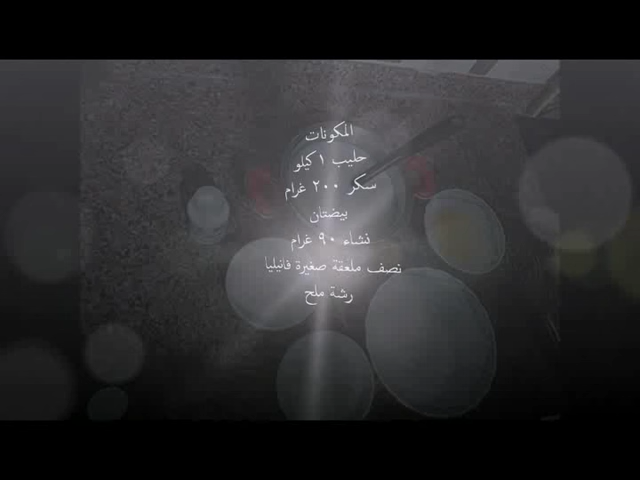 المكونات
حليب ١ كيلو
سكر ٢٠٠ غرام
بيضتان
نشاء ٩٠ غرام
نصف ملعقة صغيرة فانيليا
رشة ملح